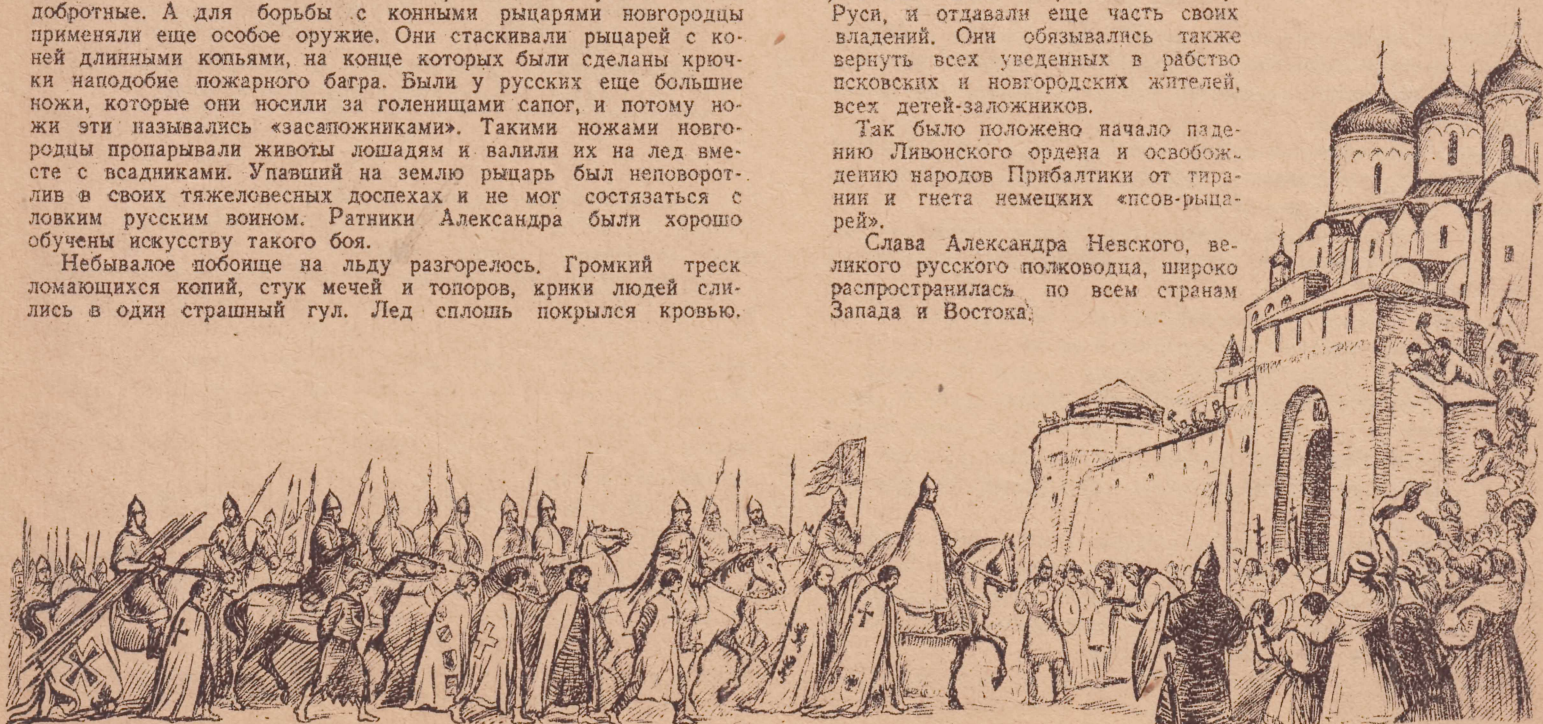 добротные. А для борьбы с конными рыцарями новгородцы
применяли еще особое оружие. Они стаскивали рыцарей с ко-
ней длинными копьями, на конце которых были сделаны крюч-
ки наподобие пожарного багра. Были у русских еще большие
ножи, которые они носили за голенищами сапог, и потому но-
жи эти назывались «засапожниками». Такими ножами новго-
родцы пропарывали животы лошадям и валили их на лед вме-
сте с всадниками. Упавший на землю рыцарь был неповорот-
лив в своих тяжеловесных доспехах и не мог состязаться с
ловким русским воином. Ратники Александра были хорошо
обучены искусству такого боя.
Небывалое побоище на льду разгорелось. Громкий треск
ломающихся копий, стук мечей и топоров, крики людей сли-
лись в один страшный гул. Лед сплошь покрылся кровью.
Руси, и отдавали еще часть своих
владений. Они обязывались также
вернуть всех уведенных в рабство
псковских и новгородских жителей,
всех детей-заложников.
Так было положено начало паде-
нию Ливонского ордена и освобож-
дению народов Прибалтики от тира-
нии и гнета немецких «псов-рыца-
рей».
Слава Александра Невского, ве-
ликого русского полководца, широко
распространилась по всем странам
Запада и Востока.